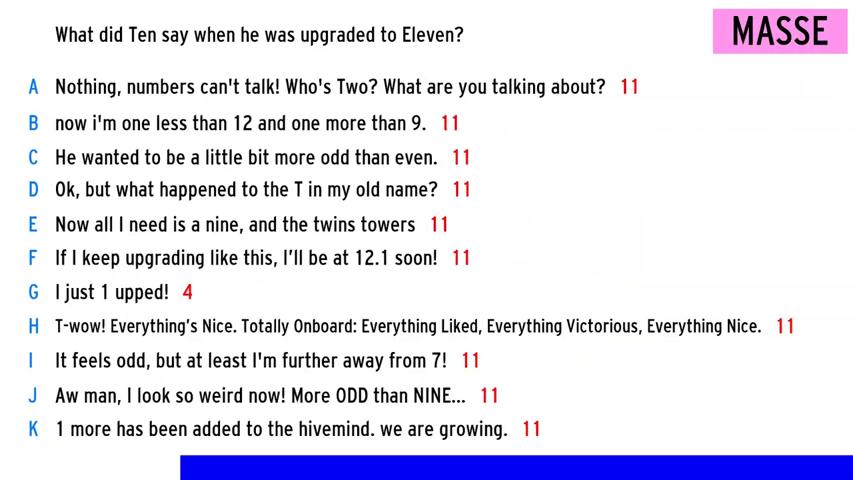 What did Ten say when he was upgraded to Eleven?
MASSE
A Nothing, numbers can't talk! Who's Two? What are you talking about? 11
B now i'm one less than 12 and one more than 9. 11
C He wanted to be a little bit more odd than even. 11
D Ok, but what happened to the T in my old name? 11
E Now all I need is a nine, and the twins towers 11
F If I keep upgrading like this, I'll be at 12.1 soon! 11
G I just 1 upped! 4
H T-wow! Everything's Nice. Totally Onboard: Everything Liked, Everything Victorious, Everything Nice. 11
I It feels odd, but at least I'm further away from 7! 11
J Aw man, I look so weird now! More ODD than NINE... 11
K 1 more has been added to the hivemind. we are growing. 11